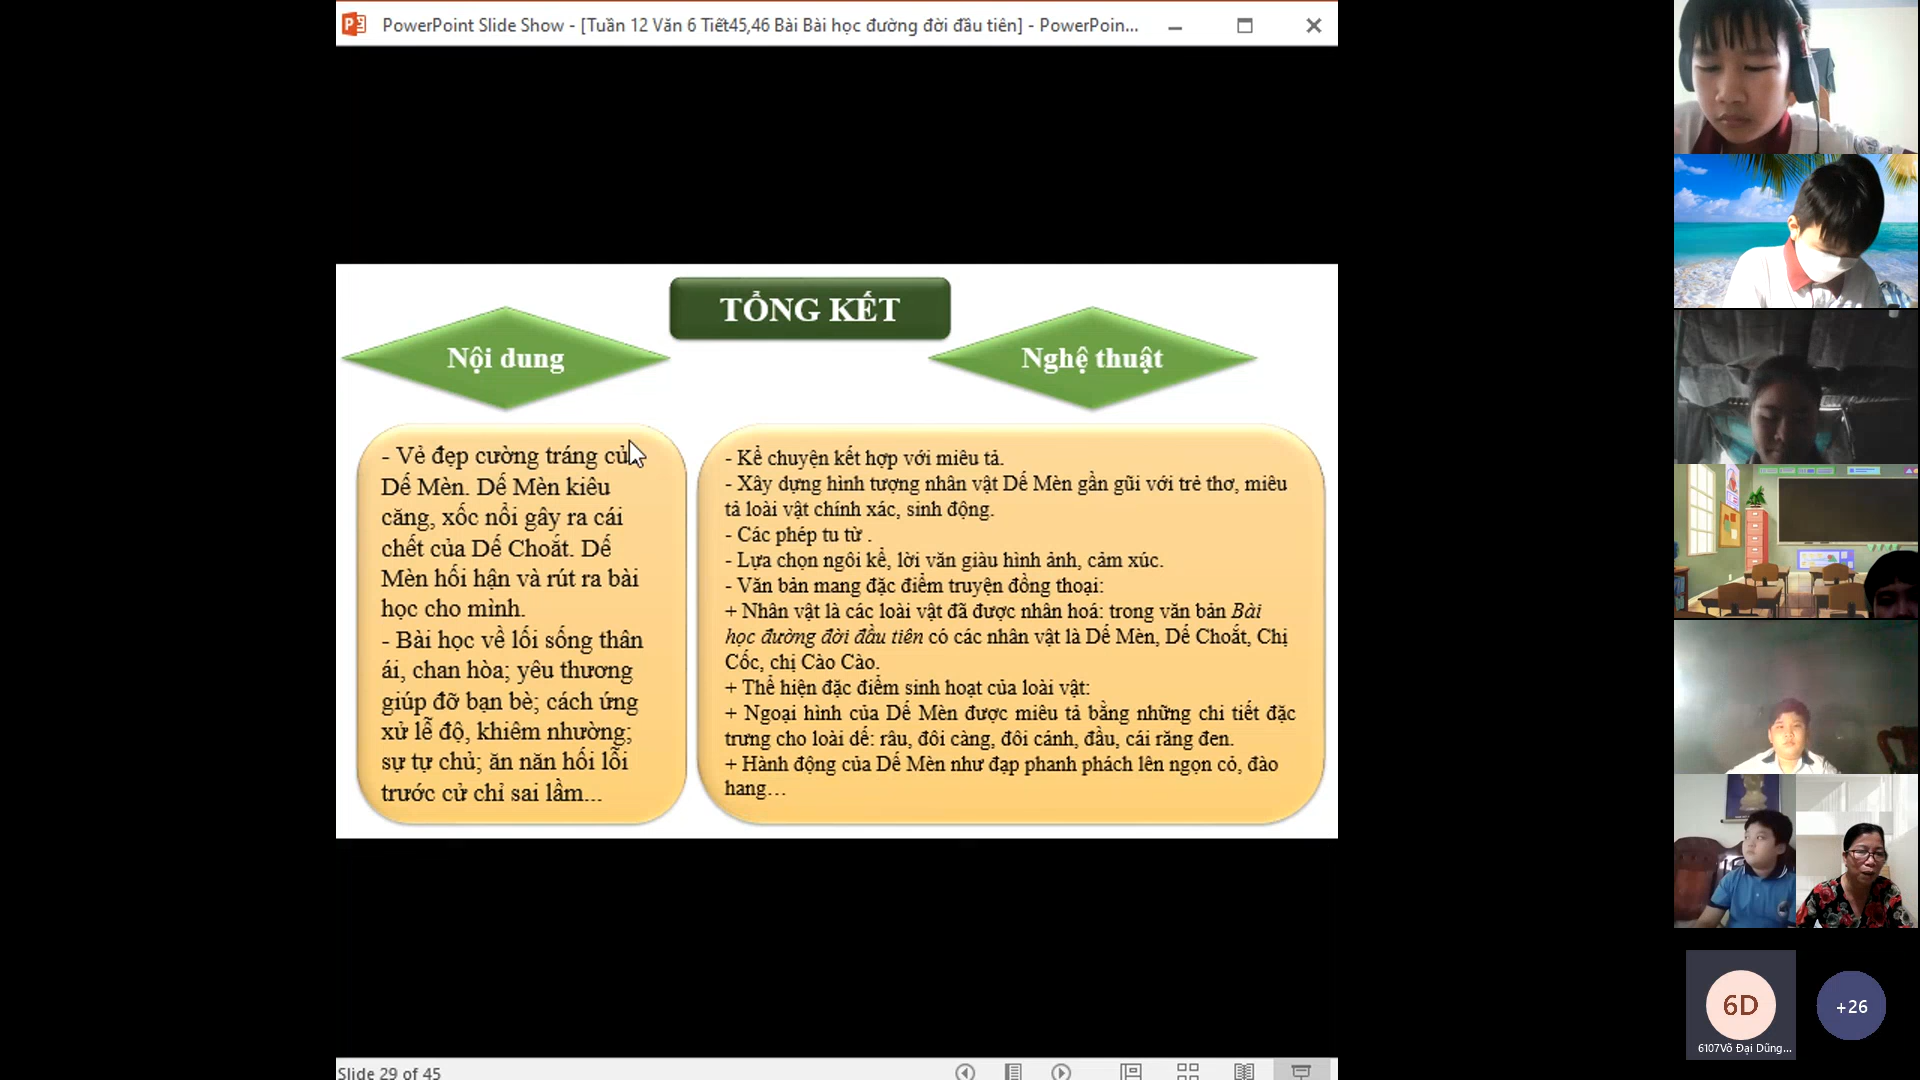 PowerPoint Slide Show - [Tuần 12 Văn 6 Tiết45,46 Bài Bài học đường đời đầu tiên] - PowerPoin...
TỔNG KẾT
Nội dung
Nghệ thuật
- Vẻ đẹp cường tráng củ
Dế Mèn. Dế Mèn kiêu
căng, xốc nổi gây ra cái
chết của Dế Choắt. Dế
Mèn hối hận và rút ra bài
học cho mình.
- Bài học về lối sống thân
ái, chan hòa; yêu thương
giúp đỡ bạn bè; cách ứng
xử lễ độ, khiêm nhường;
sự tự chủ; ăn năn hối lỗi
trước cử chỉ sai lầm...
- Kể chuyện kết hợp với miêu tả.
- Xây dựng hình tượng nhân vật Dế Mèn gần gũi với trẻ thơ, miêu
tả loài vật chính xác, sinh động.
- Các phép tu từ .
- Lựa chọn ngôi kể, lời văn giàu hình ảnh, cảm xúc.
- Văn bản mang đặc điểm truyện đồng thoại:
+ Nhân vật là các loài vật đã được nhân hoá: trong văn bản Bài
học đường đời đầu tiên có các nhân vật là Dế Mèn, Dế Choắt, Chị
Cốc, chị Cào Cào.
+ Thể hiện đặc điểm sinh hoạt của loài vật:
+ Ngoại hình của Dế Mèn được miêu tả bằng những chi tiết đặc
trưng cho loài dế: râu, đôi càng, đôi cánh, đầu, cái răng đen.
+ Hành động của Dế Mèn như đạp phanh phách lên ngọn cỏ, đào
hang…
Slide 29 of 45
6D
6107Võ Đại Dũng...
+26